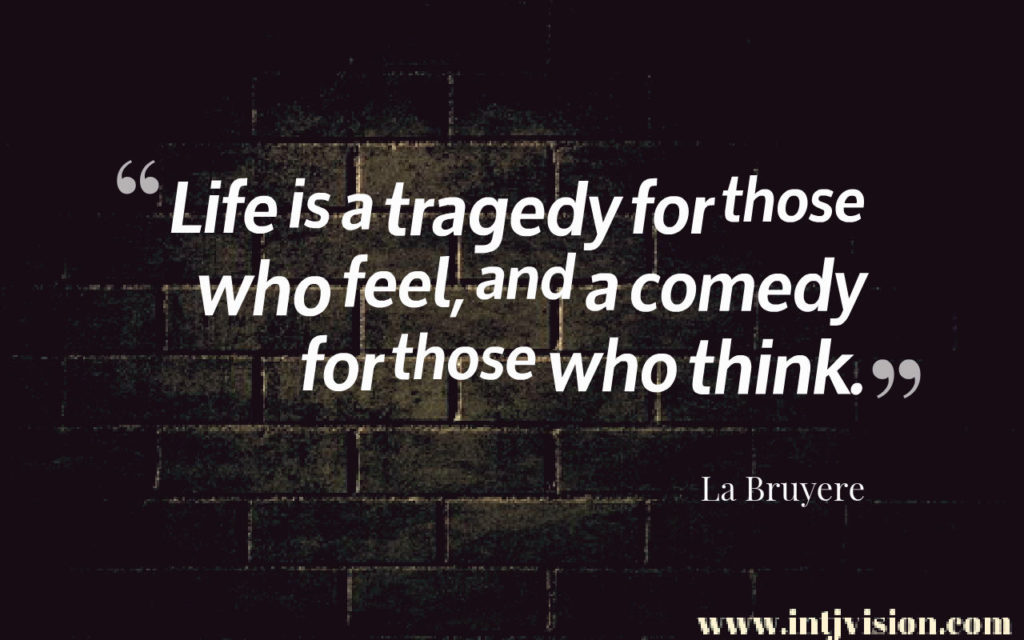 “Life is a tragedy for those
who feel, and a comedy
for those who think.”
La Bruyere
www.intjvision.com